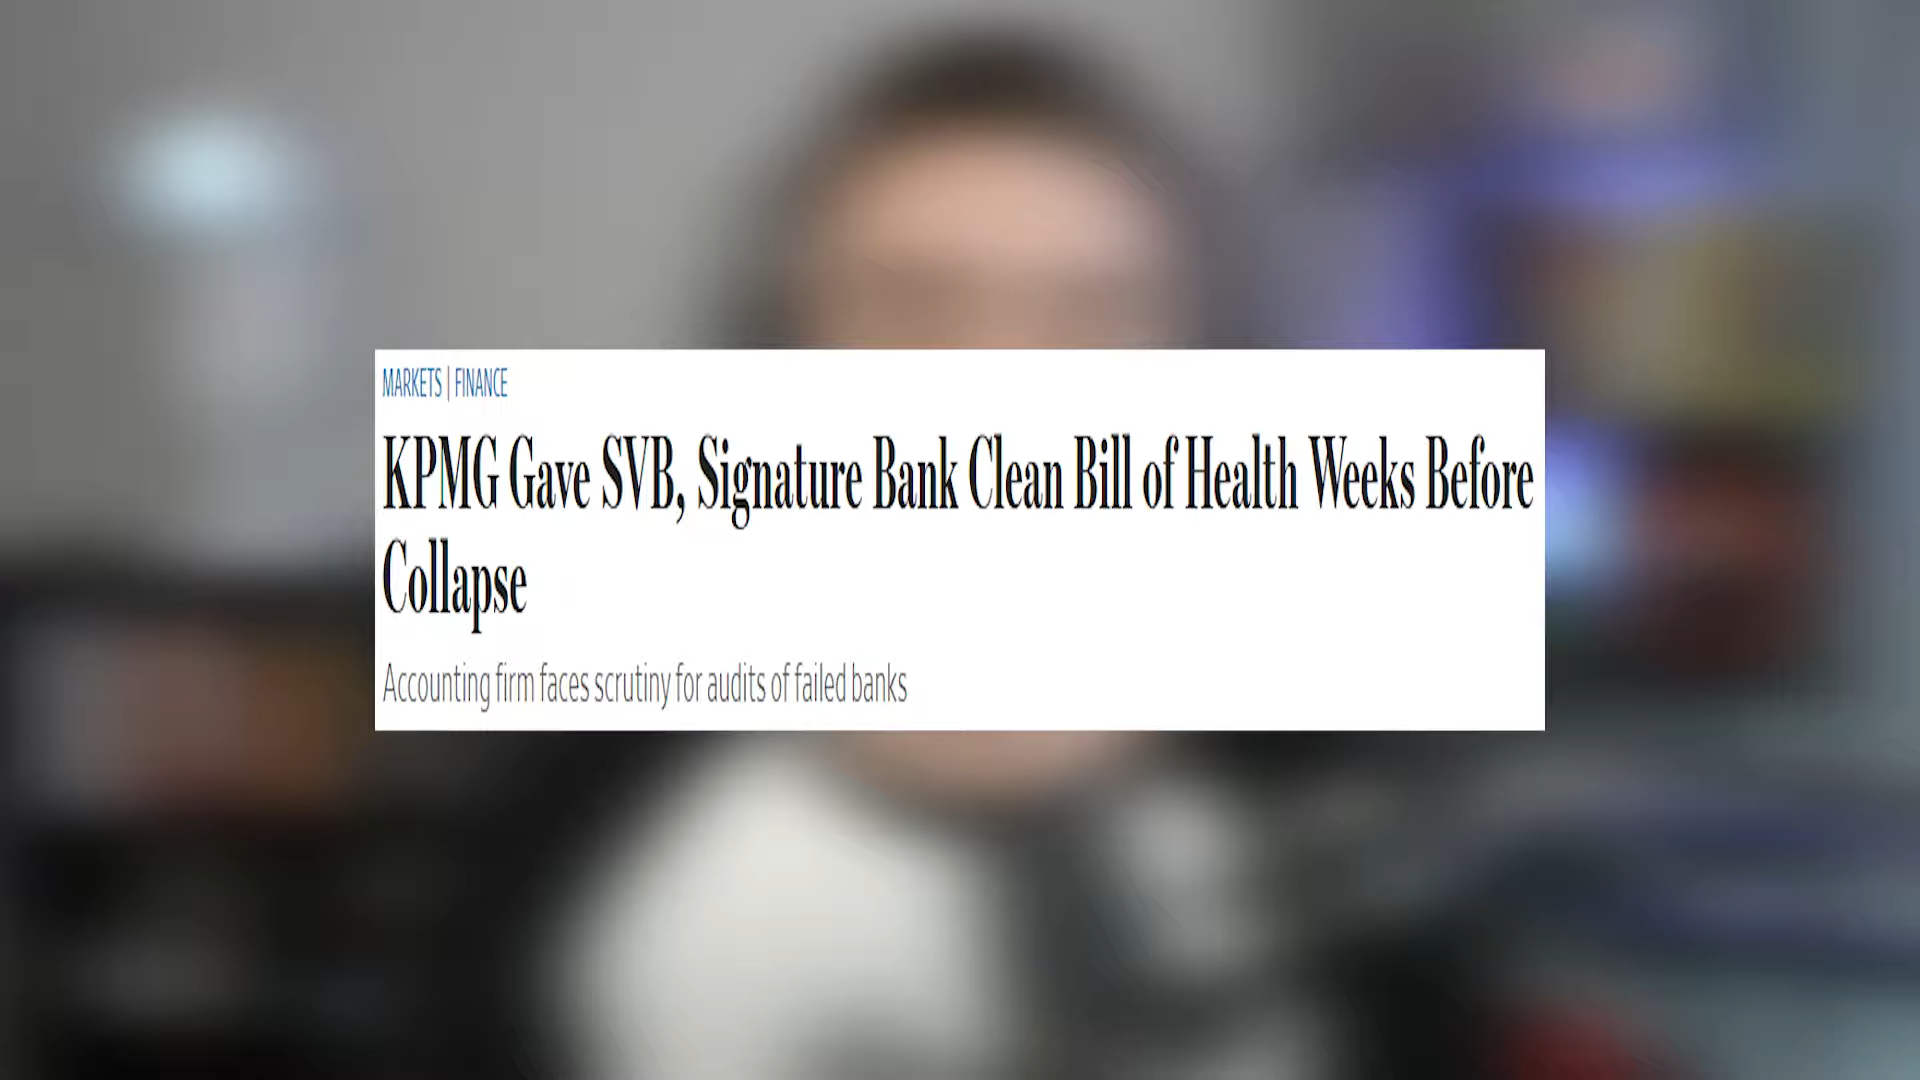 MARKETS | FINANCE
KPMG Gave SVB, Signature Bank Clean Bill of Health Weeks Before
Collapse
Accounting firm faces scrutiny for audits of failed banks